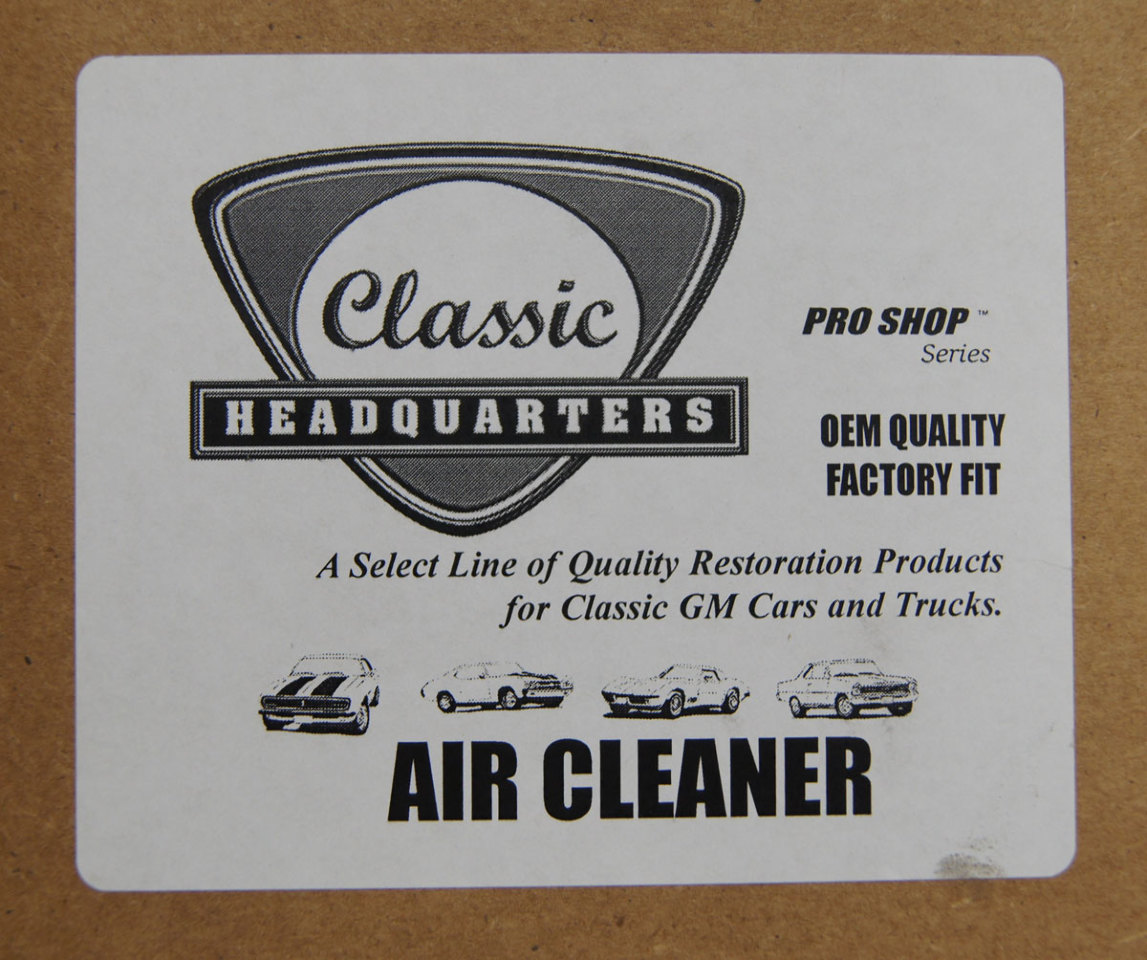 Classic
HEADQUARTERS
PRO SHOP™
Series
OEM QUALITY
FACTORY FIT
A Select Line of Quality Restoration Products
for Classic GM Cars and Trucks.
AIR CLEANER